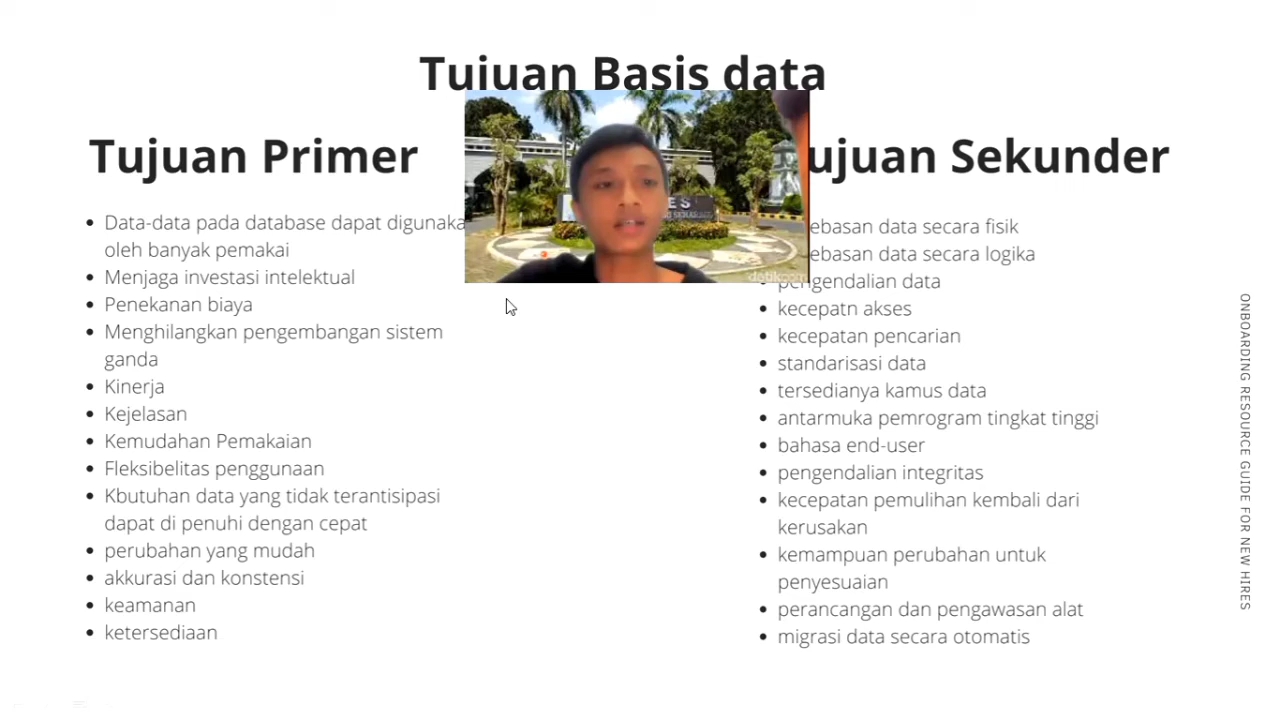 Tujuan Basis data
Tujuan Primer
Data-data pada database dapat digunaka
oleh banyak pemakai
Menjaga investasi intelektual
Penekanan biaya
Menghilangkan pengembangan sistem
ganda
Kinerja
Kejelasan
Kemudahan Pemakaian
Fleksibelitas penggunaan
Kbutuhan data yang tidak terantisipasi
dapat di penuhi dengan cepat
perubahan yang mudah
akkurasi dan konstensi
keamanan
ketersediaan
ujuan Sekunder
ebasan data secara fisik
ebasan data secara logika
pengendalian data
kecepatn akses
kecepatan pencarian
standarisasi data
tersedianya kamus data
antarmuka pemrogram tingkat tinggi
bahasa end-user
pengendalian integritas
kecepatan pemulihan kembali dari
kerusakan
kemampuan perubahan untuk
penyesuaian
perancangan dan pengawasan alat
migrasi data secara otomatis
ONBOARDING RESOURCE GUIDE FOR NEW HIRES
ES
detikcom